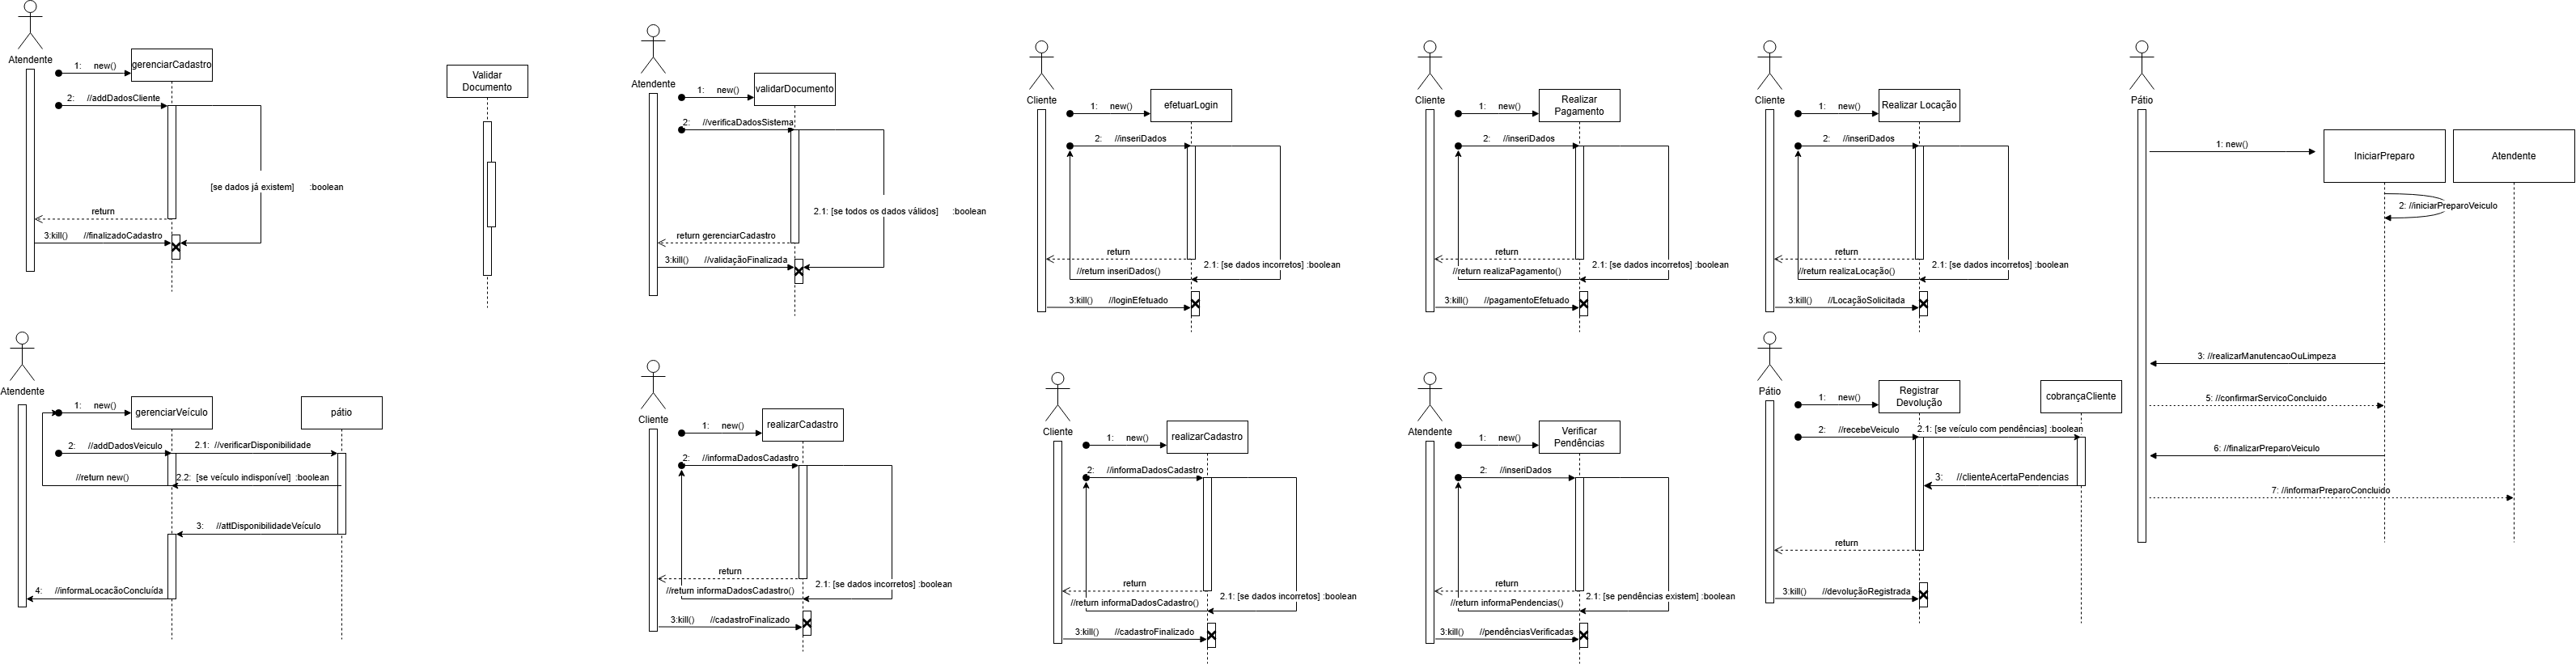 Atendente
gerenciarCadastro
1: new()
2: //addDadosCliente
[se dados já existem] :boolean
return
3:kill() //finalizadoCadastro
Validar
Documento
Atendente
validarDocumento
1: new()
2: //verificaDadosSistema
2.1: [se todos os dados válidos] :boolean
return gerenciarCadastro
3:kill() //validaçãoFinalizada
Cliente
efetuarLogin
1: new()
2: //inseriDados
return
2.1: [se dados incorretos] :boolean
//return inseriDados()
3:kill() //loginEfetuado
Cliente
Realizar
Pagamento
1: new()
2: //inseriDados
return
2.1: [se dados incorretos] :boolean
//return realizaPagamento()
3:kill() //pagamentoEfetuado
Cliente
Realizar Locação
1: new()
2: //inseriDados
return
2.1: [se dados incorretos] :boolean
//return realizaLocação()
3:kill() //LocaçãoSolicitada
Pátio
IniciarPreparo
Atendente
1: new()
2: //iniciarPreparoVeiculo
3: //realizarManutencaoOuLimpeza
5: //confirmarServicoConcluido
6: //finalizarPreparoVeiculo
7: //informarPreparoConcluido
Atendente
gerenciarVeículo
pátio
1: new()
2: //addDadosVeiculo
2.1: //verificarDisponibilidade
//return new()
2.2: [se veículo indisponível] :boolean
3: //attDisponibilidadeVeículo
4: //informaLocacãoConcluída
Cliente
realizarCadastro
1: new()
2: //informaDadosCadastro
return
2.1: [se dados incorretos] :boolean
//return informaDadosCadastro()
3:kill() //cadastroFinalizado
Cliente
realizarCadastro
1: new()
2: //informaDadosCadastro
return
2.1: [se dados incorretos] :boolean
//return informaDadosCadastro()
3:kill() //cadastroFinalizado
Atendente
Verificar
Pendências
1: new()
2: //inseriDados
return
2.1: [se pendências existem] :boolean
//return informaPendencias()
3:kill() //pendênciasVerificadas
Pátio
Registrar
Devolução
cobrançaCliente
1: new()
2: //recebeVeiculo
2.1: [se veículo com pendências] :boolean
3: //clienteAcertaPendencias
return
3:kill() //devoluçãoRegistrada